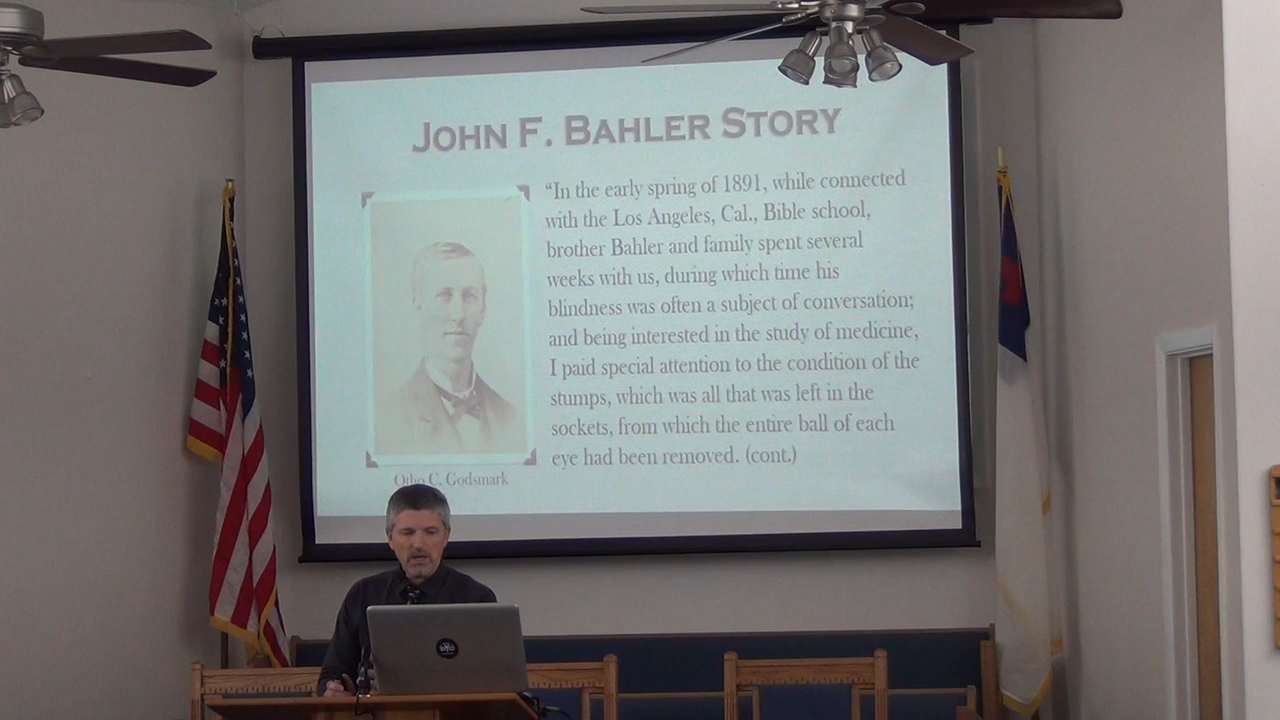 JOHN F. BAHLER STORY
“In the early spring of 1891, while connected
with the Los Angeles, Cal., Bible school,
brother Bahler and family spent several
weeks with us, during which time his
blindness was often a subject of conversation;
and being interested in the study of medicine,
I paid special attention to the condition of the
stumps, which was all that was left in the
sockets, from which the entire ball of each
eye had been removed. (cont.)
Otho C. Godsmark